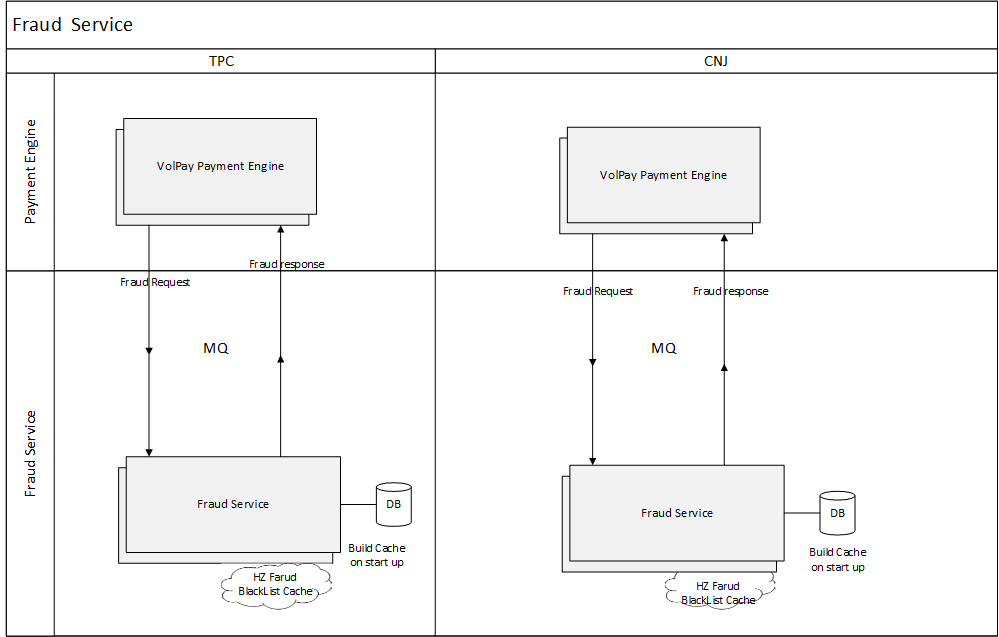 Fraud Service
TPC
CNJ
Payment Engine
VolPay Payment Engine
VolPay Payment Engine
Fraud response
Fraud Request
Fraud Request
Fraud response
MQ
MQ
Fraud Service
Fraud Service
DB
Fraud Service
DB
Build Cache
on start up
Build Cache
on start up
HZ Farud
BlackList Cache
HZ Farud
BlackList Cache